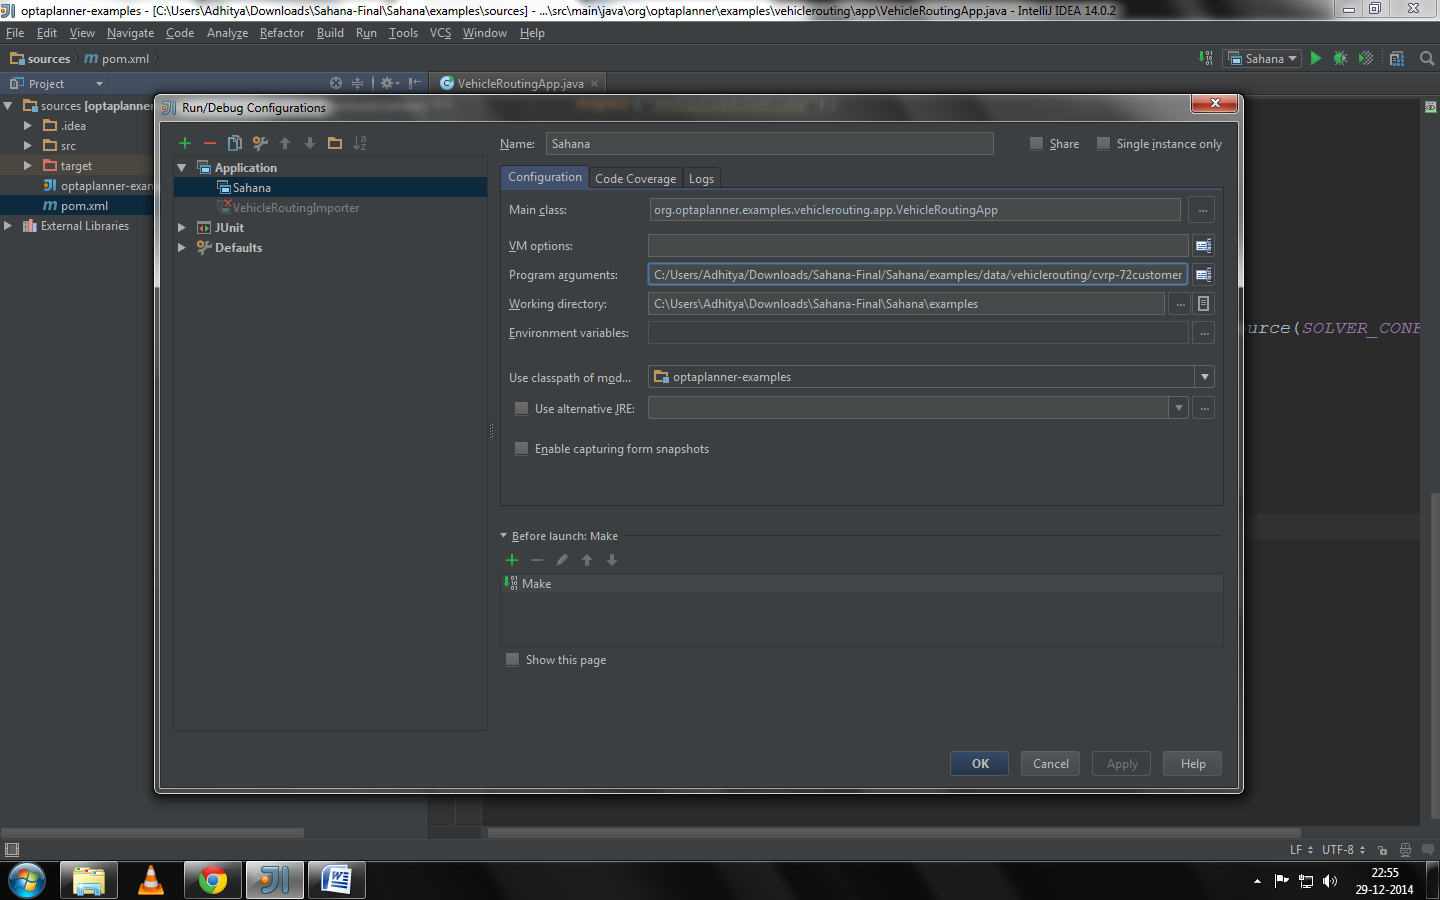 optaplanner-examples - [C:\Users\Adhitya\Downloads\Sahana-Final\Sahana\examples\sources] - ...\src\main\java\org\optaplanner\examples\vehiclerouting\app\VehicleRoutingApp.java - IntelliJ IDEA 14.0.2
File Edit View Navigate Code Analyze Refactor Build Run Tools VCS Window Help
sources pom.xml Sahana
Project VehicleRoutingApp.java
sources [optaplanner
.idea
src
target
optaplanner-exan
pom.xml
External Libraries
Run/Debug Configurations
Application
Sahana
VehicleRoutingImporter
JUnit
Defaults
Name: Sahana Share Single instance only
Configuration Code Coverage Logs
Main class: org.optaplanner.examples.vehiclerouting.app.VehicleRoutingApp ...
VM options:
Program arguments: C:/Users/Adhitya/Downloads/Sahana-Final/Sahana/examples/data/vehiclerouting/cvrp-72customer
Working directory: C:\Users\Adhitya\Downloads\Sahana-Final\Sahana\examples ...
Environment variables: ...
Use classpath of mod... optaplanner-examples
Use alternative JRE: ...
Enable capturing form snapshots
Before launch: Make
Make
Show this page
OK Cancel Apply Help
urce(SOLVER_CONF
LF UTF-8
22:55
29-12-2014